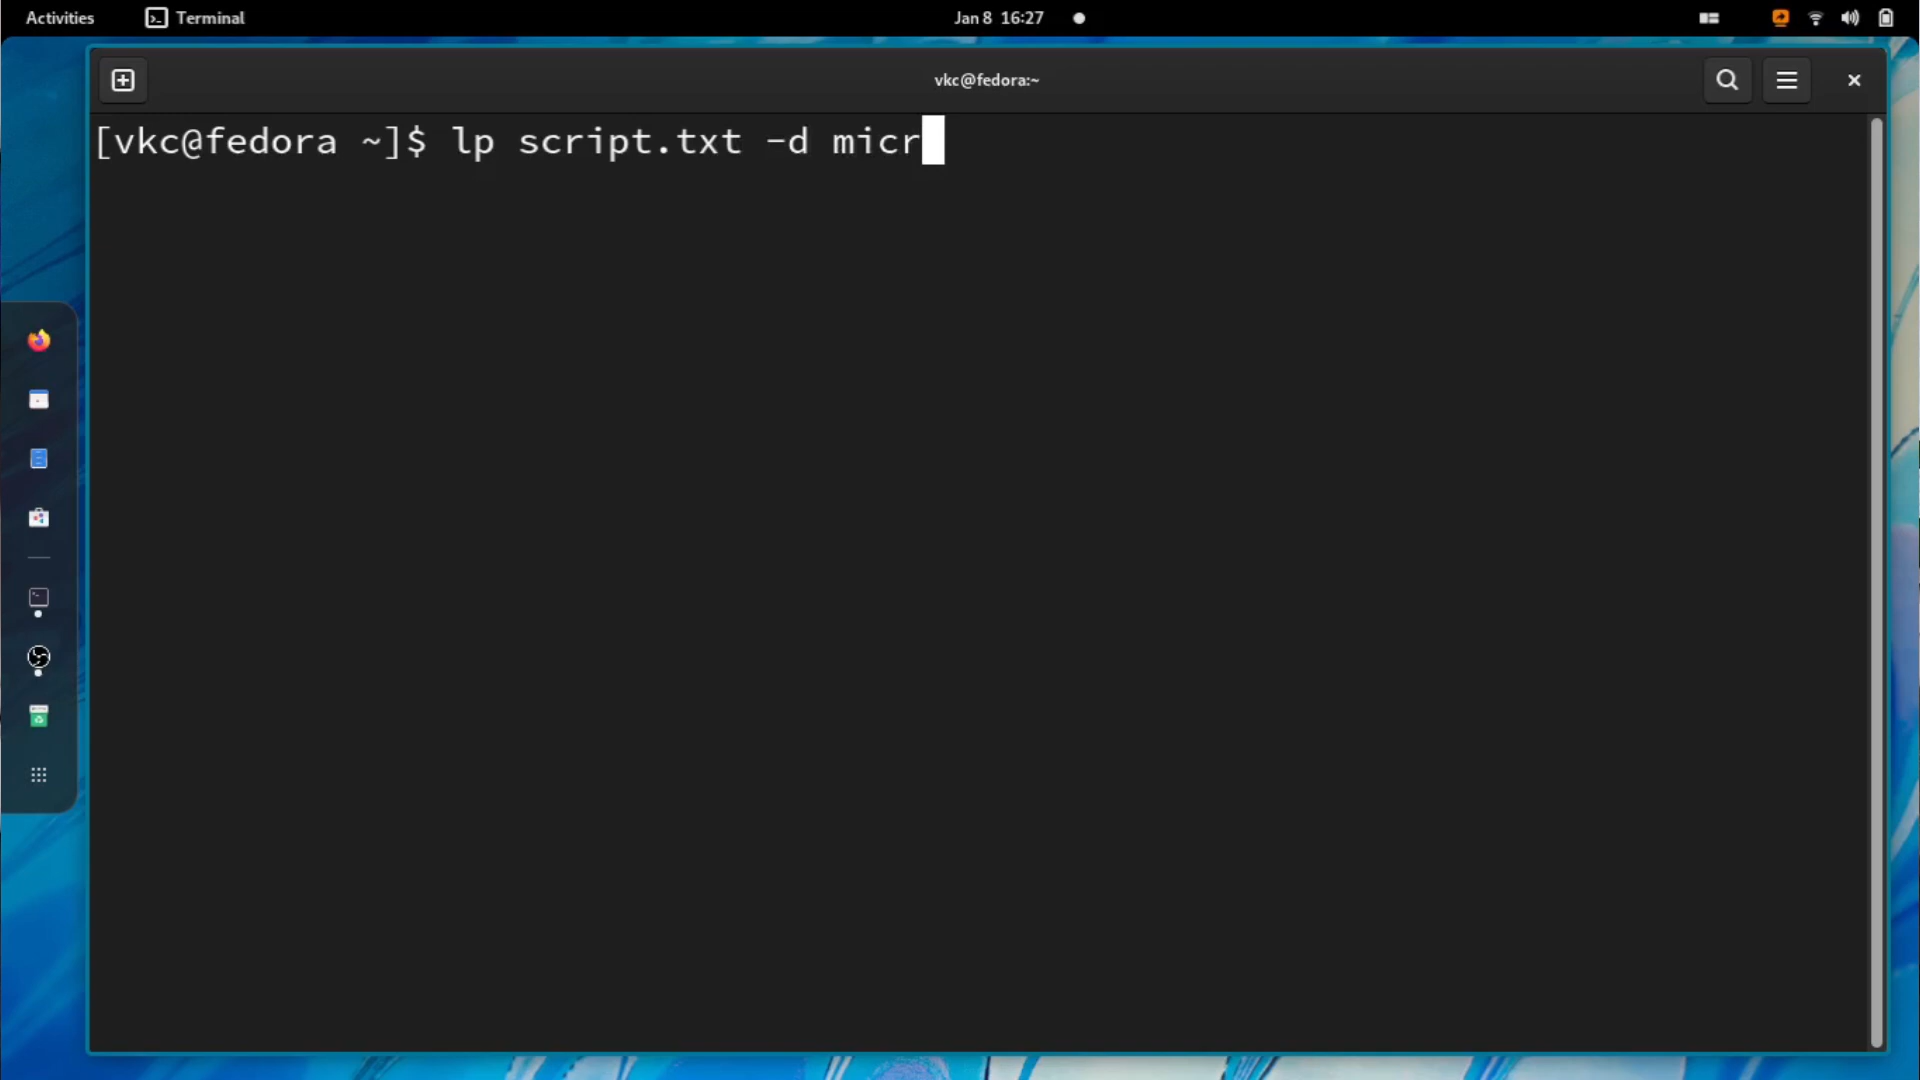 Activities Terminal Jan 8 16:27
vkc@fedora:~
[vkc@fedora ~]$ lp script.txt -d micr